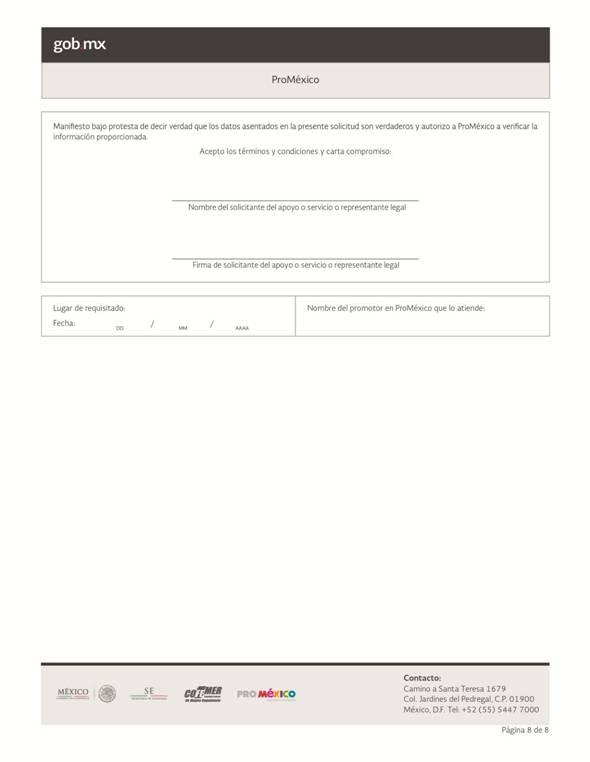 gob.mx
ProMéxico
Manifiesto bajo protesta de decir verdad que los datos asentados en la presente solicitud son verdaderos y autorizo a ProMéxico a verificar la
información proporcionada.
Acepto los términos y condiciones y carta compromiso:
Nombre del solicitante del apoyo o servicio o representante legal
Firma de solicitante del apoyo o servicio o representante legal
Lugar de requisitado:
Fecha:
DD / MM / AAAA
Nombre del promotor en ProMéxico que lo atiende:
MÉXICO
SE
COFEMER
PROMÉXICO
Contacto:
Camino a Santa Teresa 1679
Col. Jardines del Pedregal, C.P. 01900
México, D.F. Tel: +52 (55) 5447 7000
Página 8 de 8